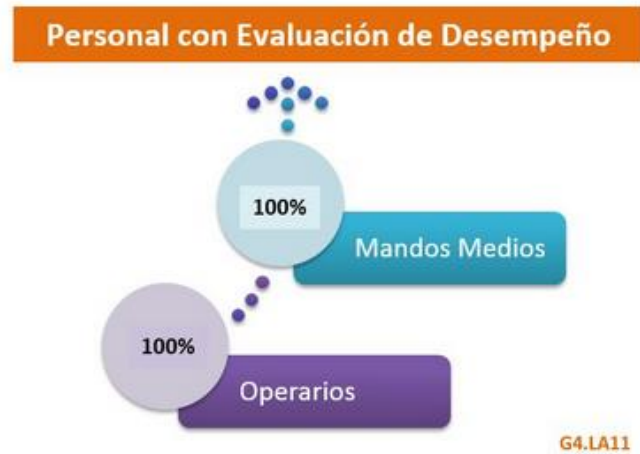 Personal con Evaluación de Desempeño
100%
Mandos Medios
100%
Operarios
G4.LA11